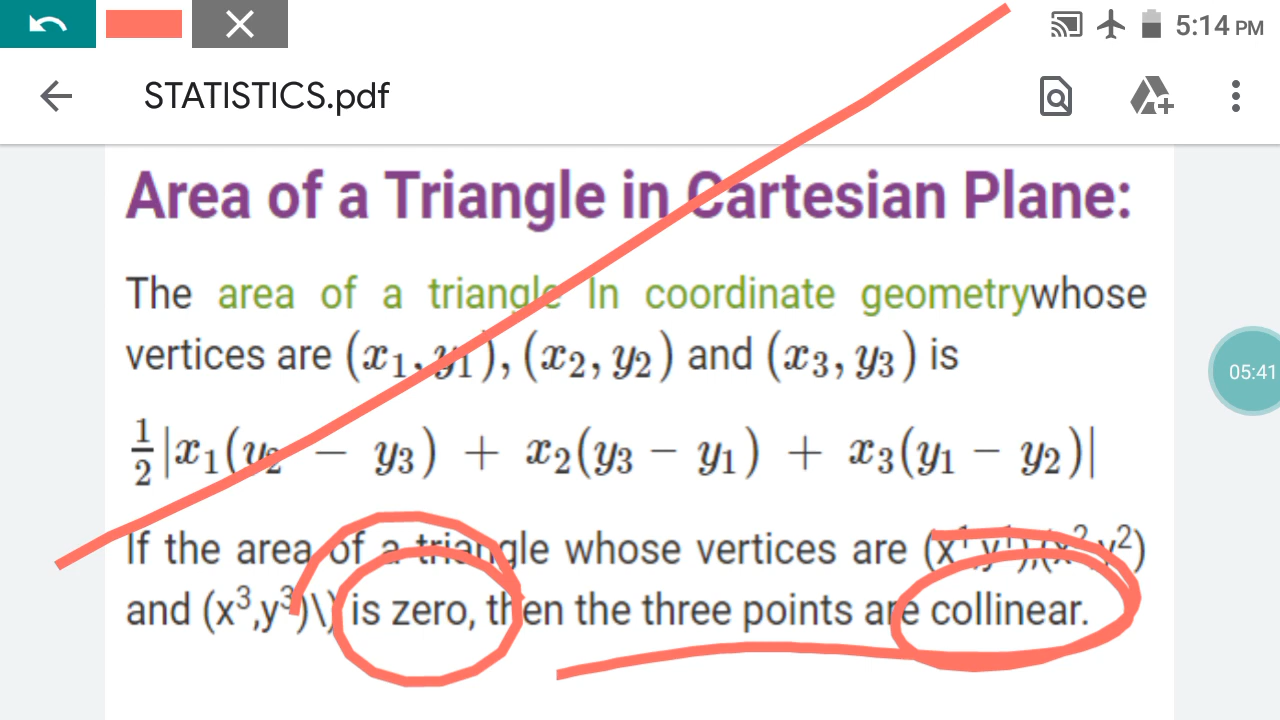 5:14 PM
STATISTICS.pdf
Area of a Triangle in Cartesian Plane:
The area of a triangle In coordinate geometrywhose
vertices are (x₁, y₁), (x₂, y₂) and (x₃, y₃) is
½|x₁(y₂ − y₃) + x₂(y₃ − y₁) + x₃(y₁ − y₂)|
05:41
If the area of a triangle whose vertices are (x¹,y¹),(x²,y²)
and (x³,y³)\) is zero, then the three points are collinear.